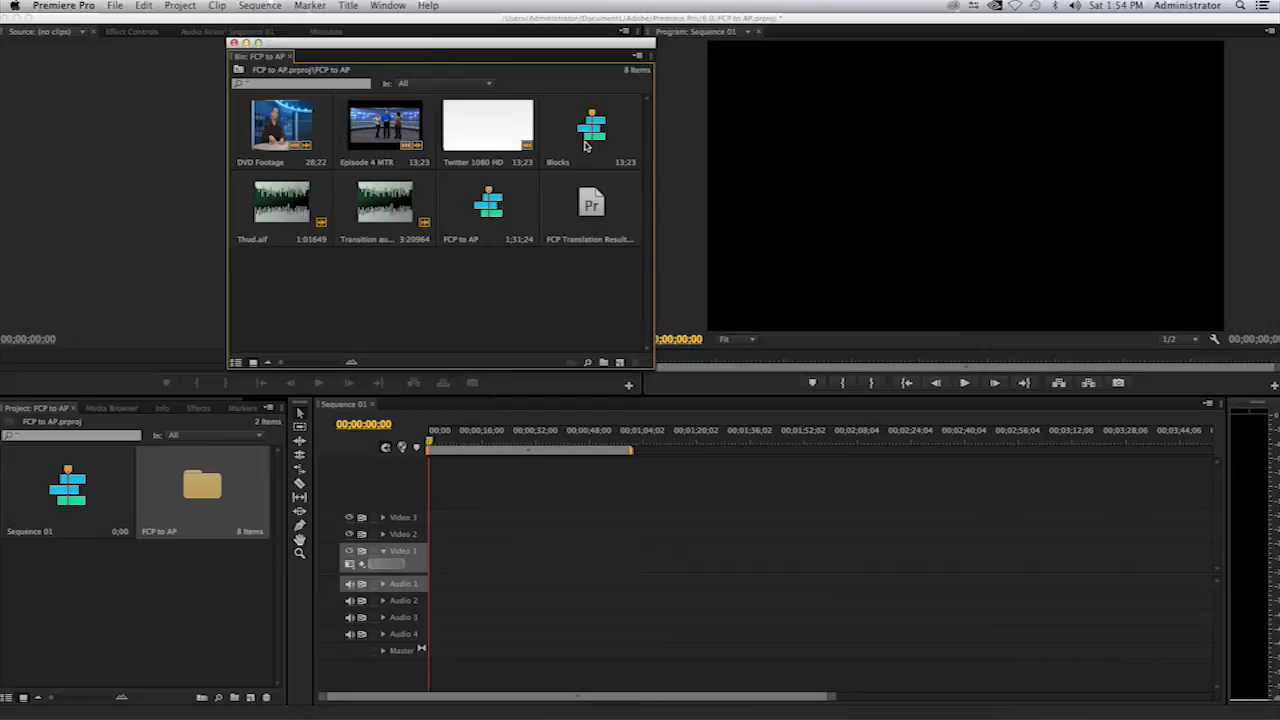 Premiere Pro File Edit Project Clip Sequence Marker Title Window Help Sat 1:54 PM Administrator
/Users/Administrator/Documents/Adobe/Premiere Pro/6.0/FCP to AP.prproj *
Source: (no clips) Effect Controls Audio Mixer: Sequence 01 Metadata Program: Sequence 01
Bin: FCP to AP
FCP to AP.prproj\FCP to AP 8 Items
In: All
DVD Footage 28;22 Episode 4 MTR 13;23 Twitter 1080 HD 13;23 Blocks 13;23
Pr
Thud.aif 1:01649 Transition au... 3:20964 FCP to AP 1;31;24 FCP Translation Result...
00;00;00;00 00;00;00;00 Fit 1/2 00;00;00;00
Project: FCP to AP Media Browser Info Effects Markers
FCP to AP.prproj 2 Items
In: All
Sequence 01 0;00 FCP to AP 8 Items
Sequence 01
00;00;00;00
00;00 00;00;16;00 00;00;32;00 00;00;48;00 00;01;04;02 00;01;20;02 00;01;36;02 00;01;52;02 00;02;08;04 00;02;24;04 00;02;40;04 00;02;56;04 00;03;12;06 00;03;28;06 00;03;44;06
Video 3
Video 2
Video 1
Audio 1
Audio 2
Audio 3
Audio 4
Master